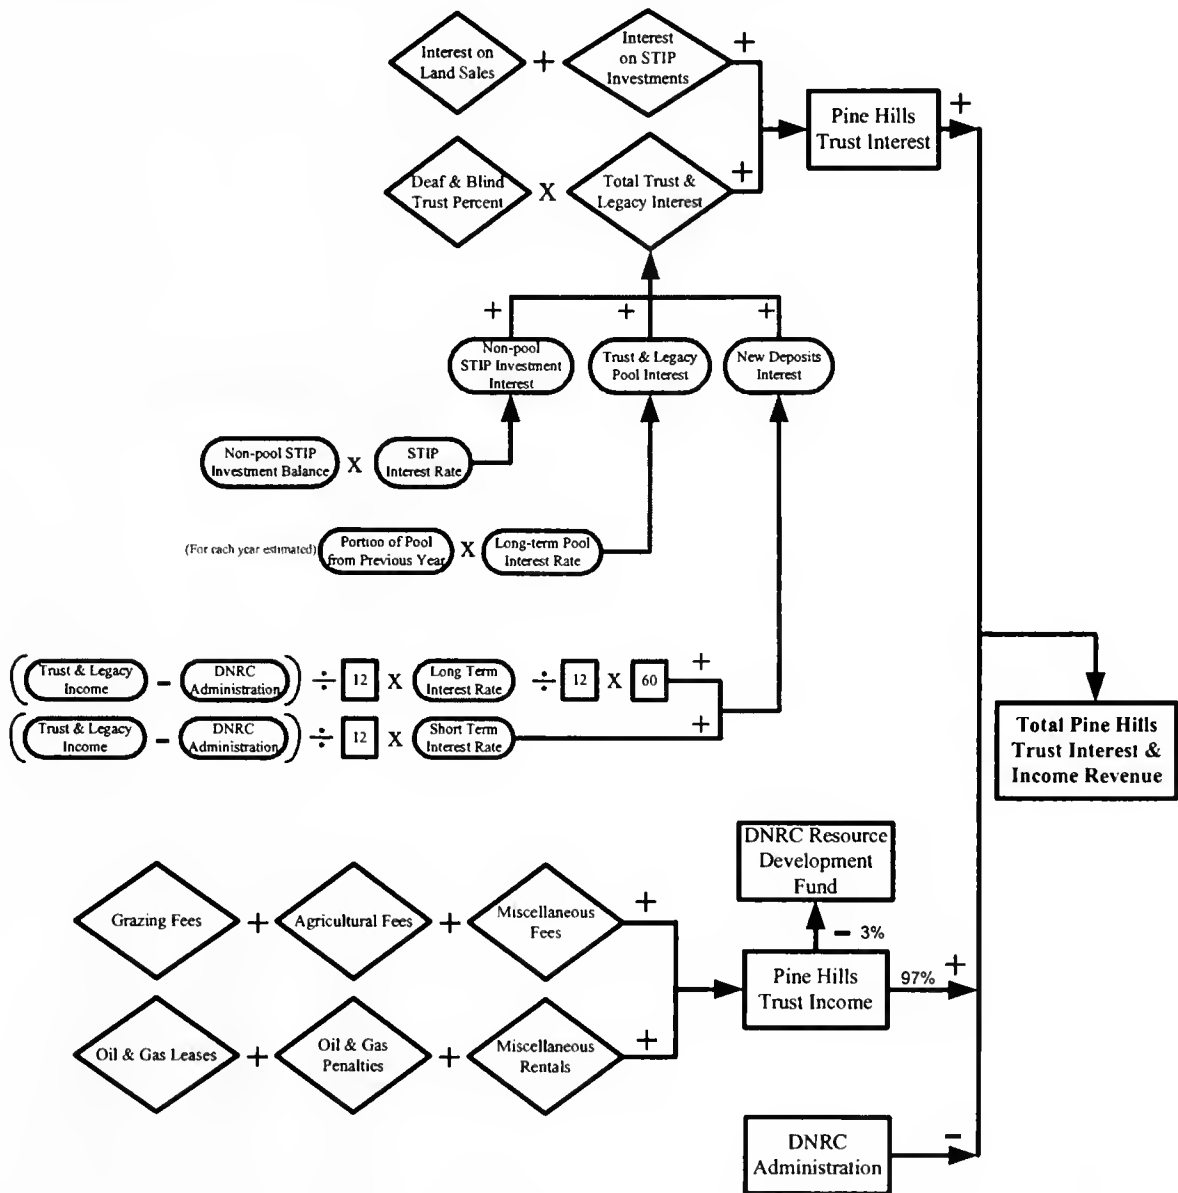 Interest on
Land Sales
+
Interest
on STIP
Investments
+
Pine Hills
Trust Interest
+
Deaf & Blind
Trust Percent
X
Total Trust &
Legacy Interest
+
+
+
+
Non-pool
STIP Investment
Interest
Trust & Legacy
Pool Interest
New Deposits
Interest
Non-pool STIP
Investment Balance
X
STIP
Interest Rate
(For each year estimated)
Portion of Pool
from Previous Year
X
Long-term Pool
Interest Rate
(
Trust & Legacy
Income
-
DNRC
Administration
)
÷
12
X
Long Term
Interest Rate
÷
12
X
60
+
(
Trust & Legacy
Income
-
DNRC
Administration
)
÷
12
X
Short Term
Interest Rate
+
Total Pine Hills
Trust Interest &
Income Revenue
DNRC Resource
Development
Fund
- 3%
Grazing Fees
+
Agricultural Fees
+
Miscellaneous
Fees
+
Pine Hills
Trust Income
97%
+
Oil & Gas Leases
+
Oil & Gas
Penalties
+
Miscellaneous
Rentals
+
DNRC
Administration
-